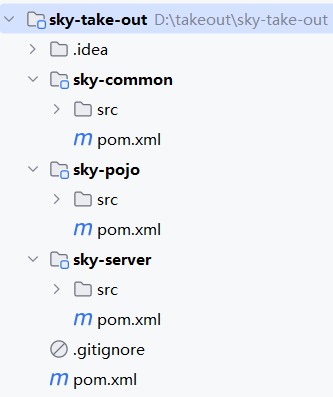 sky-take-out D:\takeout\sky-take-out
.idea
sky-common
src
pom.xml
sky-pojo
src
pom.xml
sky-server
src
pom.xml
.gitignore
pom.xml